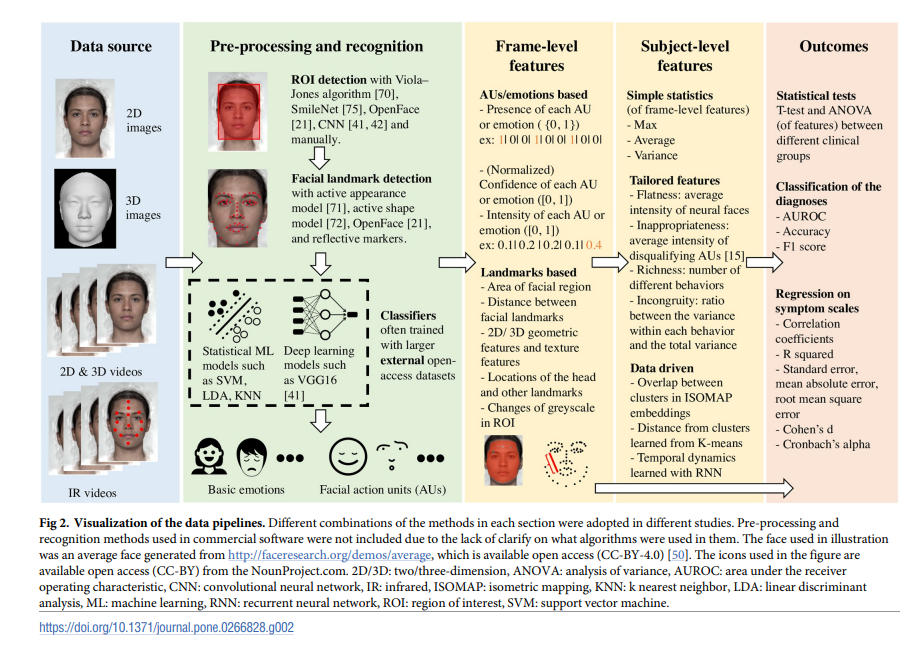 Data source
2D
images
3D
images
2D & 3D videos
IR videos
Pre-processing and recognition
ROI detection with Viola–
Jones algorithm [70],
SmileNet [75], OpenFace
[21], CNN [41, 42] and
manually.
Facial landmark detection
with active appearance
model [71], active shape
model [72], OpenFace [21],
and reflective markers.
Statistical ML
models such
as SVM,
LDA, KNN
Deep learning
models such
as VGG16
[41]
Classifiers
often trained
with larger
external open-
access datasets
Basic emotions
Facial action units (AUs)
Frame-level
features
AUs/emotions based
- Presence of each AU
or emotion ( {0, 1})
ex: 1| 0| 0| 1| 0| 0| 1| 0| 0|
- (Normalized)
Confidence of each AU
or emotion ([0, 1])
- Intensity of each AU or
emotion ([0, 1])
ex: 0.1| 0.2 | 0.2| 0.1| 0.4
Landmarks based
- Area of facial region
- Distance between
facial landmarks
- 2D/ 3D geometric
features and texture
features
- Locations of the head
and other landmarks
- Changes of greyscale
in ROI
Subject-level
features
Simple statistics
(of frame-level features)
- Max
- Average
- Variance
Tailored features
- Flatness: average
intensity of neural faces
- Inappropriateness:
average intensity of
disqualifying AUs [15]
- Richness: number of
different behaviors
- Incongruity: ratio
between the variance
within each behavior
and the total variance
Data driven
- Overlap between
clusters in ISOMAP
embeddings
- Distance from clusters
learned from K-means
- Temporal dynamics
learned with RNN
Outcomes
Statistical tests
T-test and ANOVA
(of features) between
different clinical
groups
Classification of the
diagnoses
- AUROC
- Accuracy
- F1 score
Regression on
symptom scales
- Correlation
coefficients
- R squared
- Standard error,
mean absolute error,
root mean square
error
- Cohen's d
- Cronbach's alpha
Fig 2. Visualization of the data pipelines. Different combinations of the methods in each section were adopted in different studies. Pre-processing and
recognition methods used in commercial software were not included due to the lack of clarify on what algorithms were used in them. The face used in illustration
was an average face generated from http://faceresearch.org/demos/average, which is available open access (CC-BY-4.0) [50]. The icons used in the figure are
available open access (CC-BY) from the NounProject.com. 2D/3D: two/three-dimension, ANOVA: analysis of variance, AUROC: area under the receiver
operating characteristic, CNN: convolutional neural network, IR: infrared, ISOMAP: isometric mapping, KNN: k nearest neighbor, LDA: linear discriminant
analysis, ML: machine learning, RNN: recurrent neural network, ROI: region of interest, SVM: support vector machine.
https://doi.org/10.1371/journal.pone.0266828.g002